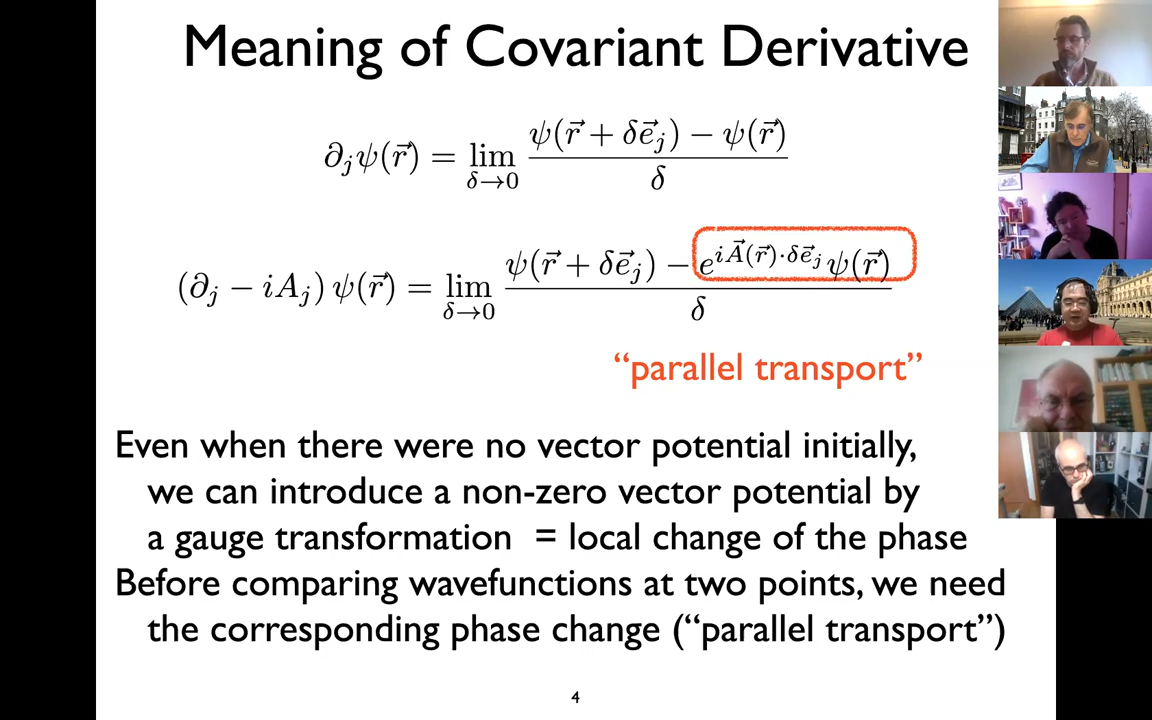 Meaning of Covariant Derivative
∂ⱼψ(r⃗) = lim_{δ→0} (ψ(r⃗ + δe⃗ⱼ) − ψ(r⃗)) / δ
(∂ⱼ − iAⱼ) ψ(r⃗) = lim_{δ→0} (ψ(r⃗ + δe⃗ⱼ) − e^{iA⃗(r⃗)·δe⃗ⱼ} ψ(r⃗)) / δ
“parallel transport”
Even when there were no vector potential initially,
we can introduce a non-zero vector potential by
a gauge transformation = local change of the phase
Before comparing wavefunctions at two points, we need
the corresponding phase change (“parallel transport”)
4